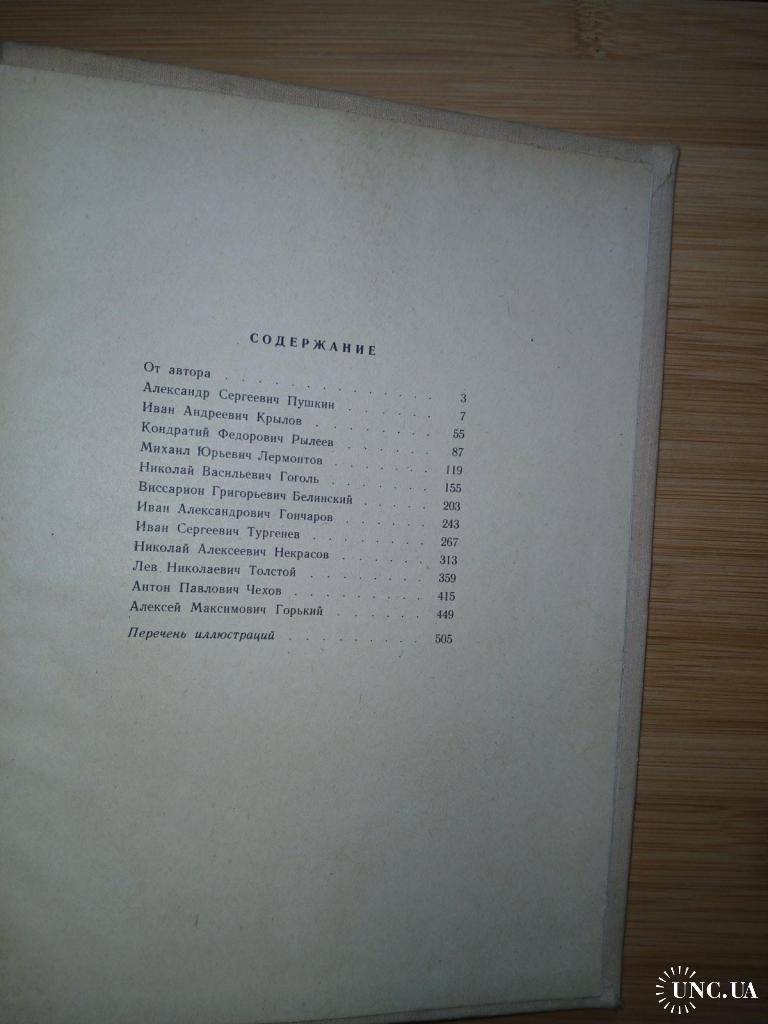 СОДЕРЖАНИЕ
От автора . . . . . . . . . . . . . 3
Александр Сергеевич Пушкин . . . . . . 7
Иван Андреевич Крылов . . . . . . . 55
Кондратий Федорович Рылеев . . . . . . 87
Михаил Юрьевич Лермонтов . . . . . . 119
Николай Васильевич Гоголь . . . . . . 155
Виссарион Григорьевич Белинский . . . . . 203
Иван Александрович Гончаров . . . . . . 243
Иван Сергеевич Тургенев . . . . . . . 267
Николай Алексеевич Некрасов . . . . . . 313
Лев Николаевич Толстой . . . . . . . 359
Антон Павлович Чехов . . . . . . . 415
Алексей Максимович Горький . . . . . . 449
Перечень иллюстраций . . . . . . . . 505
UNC.UA